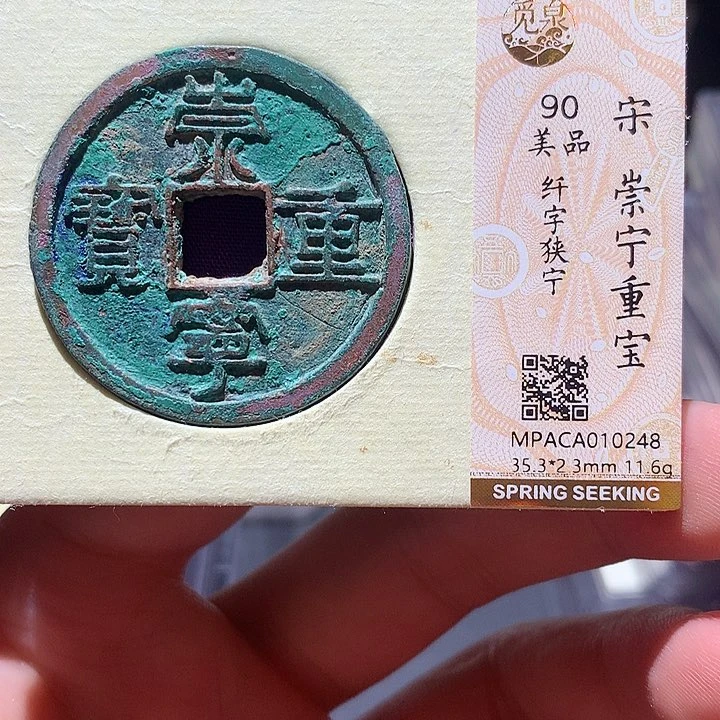 崇
重
寶
寧
觅泉
90
美品
纤字狭宁
宋 崇宁重宝
MPACA010248
35.3*2.3mm 11.6g
SPRING SEEKING